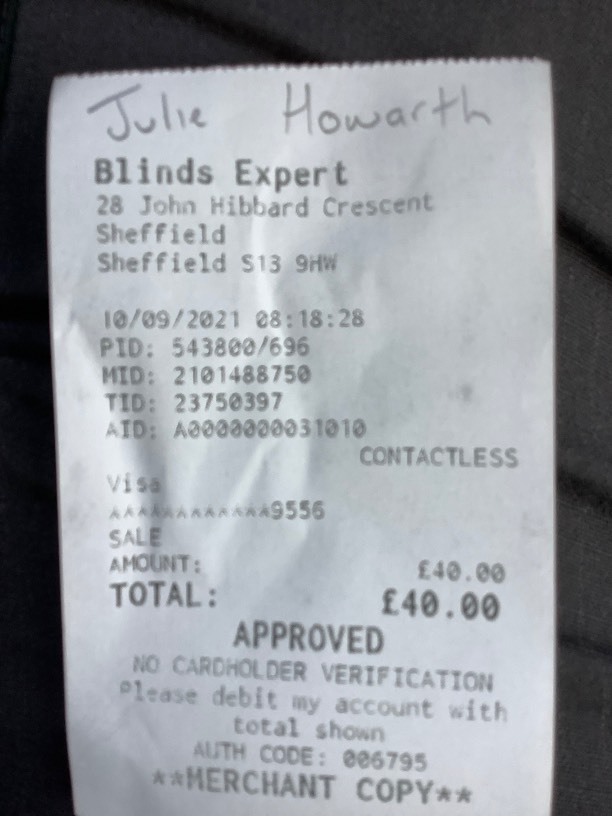 Julie Howarth
Blinds Expert
28 John Hibbard Crescent
Sheffield
Sheffield S13 9HW
10/09/2021 08:18:28
PID: 543800/696
MID: 2101488750
TID: 23750397
AID: A0000000031010
CONTACTLESS
Visa
************9556
SALE
AMOUNT: £40.00
TOTAL: £40.00
APPROVED
NO CARDHOLDER VERIFICATION
Please debit my account with
total shown
AUTH CODE: 006795
**MERCHANT COPY**